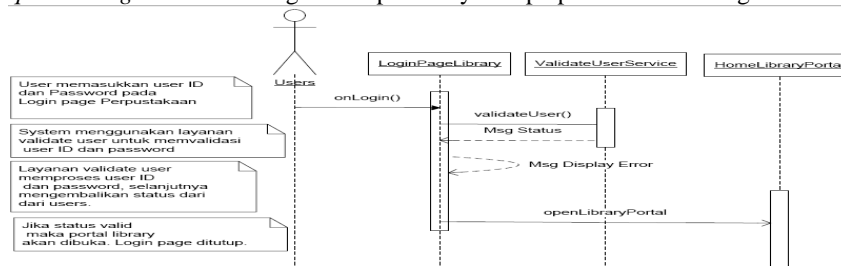 Users
LoginPageLibrary
ValidateUserService
HomeLibraryPorta
User memasukkan user ID
dan Password pada
Login page Perpustakaan
onLogin()
validateUser()
Msg Status
System menggunakan layanan
validate user untuk memvalidasi
user ID dan password
Msg Display Error
Layanan validate user
memproses user ID
dan password, selanjutnya
mengembalikan status dari
dari users.
openLibraryPortal
Jika status valid
maka portal library
akan dibuka. Login page ditutup.